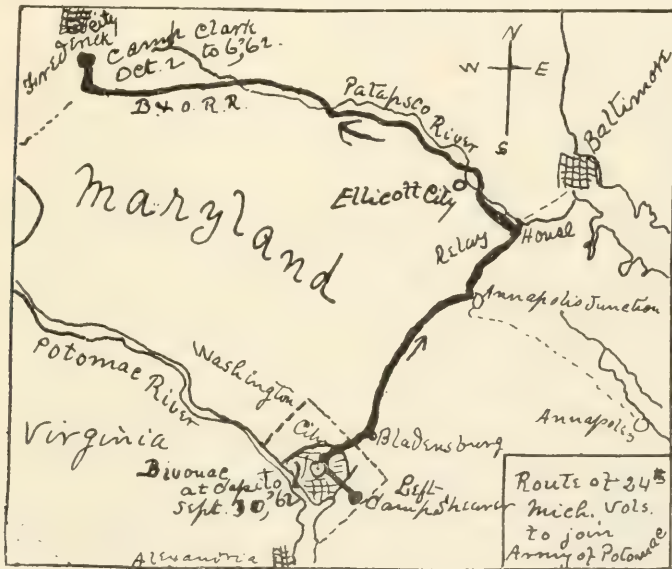 Frederick
City
Camp Clark
Oct. 2 to 6,'62.
B. & O. R. R.
Patapsco
River
N
W E
S
Baltimore
Ellicott City
Maryland
Relay
House
Annapolis Junction
Annapolis
Potomac River
Washington
City
Bladensburg
Virginia
Bivouac
at Capitol
Sept. 30,'62
Left
Camp Shearer
Alexandria
Route of 24th
Mich. Vols.
to join
Army of Potomac